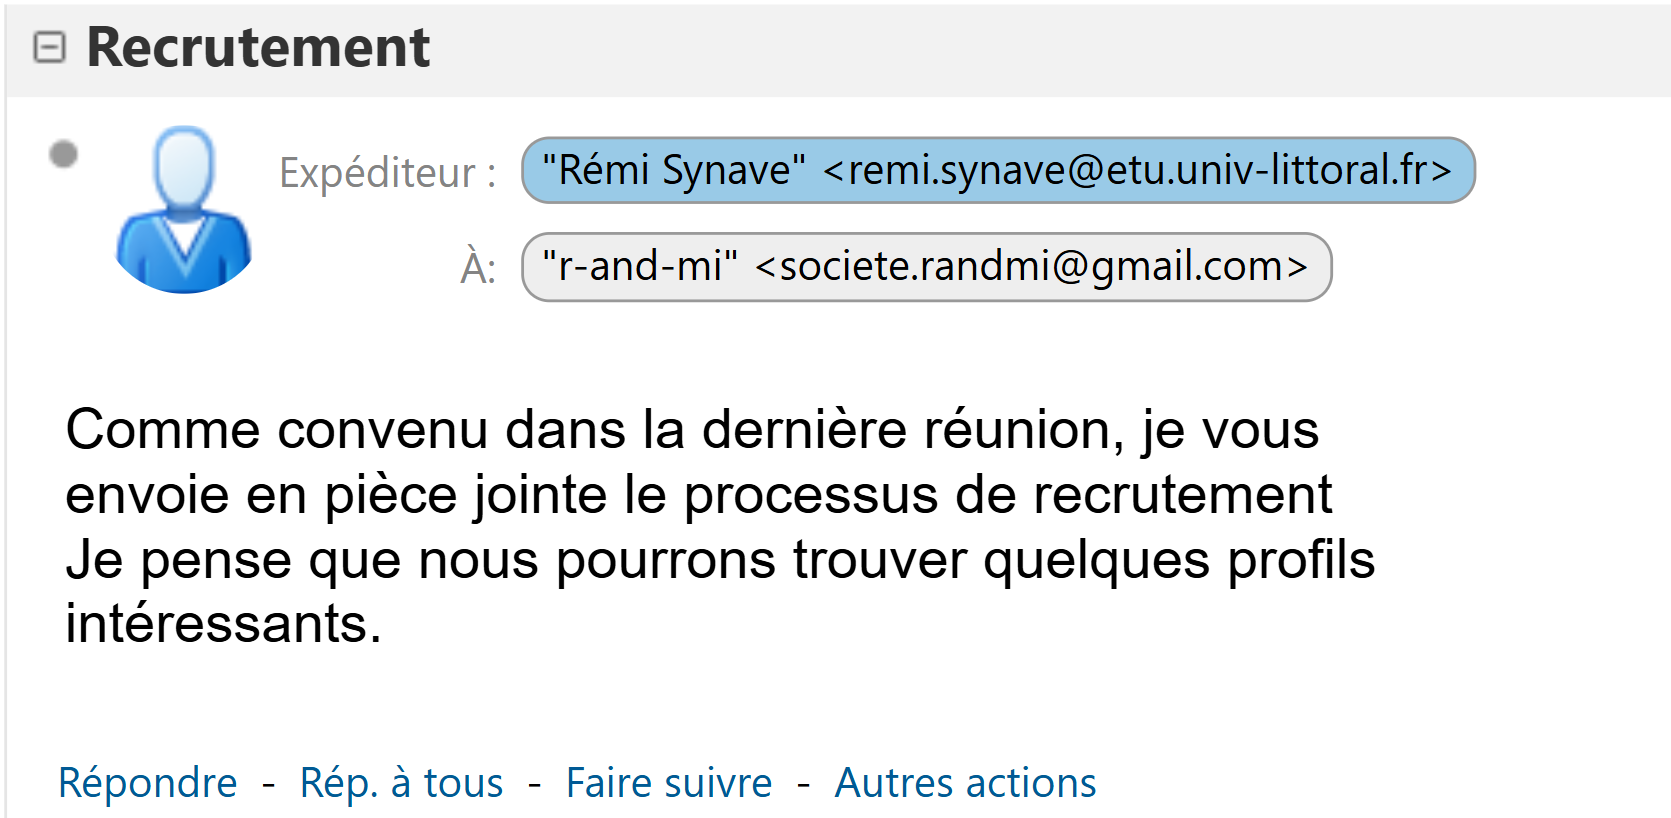 Recrutement
Expéditeur : "Rémi Synave" <remi.synave@etu.univ-littoral.fr>
À: "r-and-mi" <societe.randmi@gmail.com>
Comme convenu dans la dernière réunion, je vous
envoie en pièce jointe le processus de recrutement
Je pense que nous pourrons trouver quelques profils
intéressants.
Répondre - Rép. à tous - Faire suivre - Autres actions